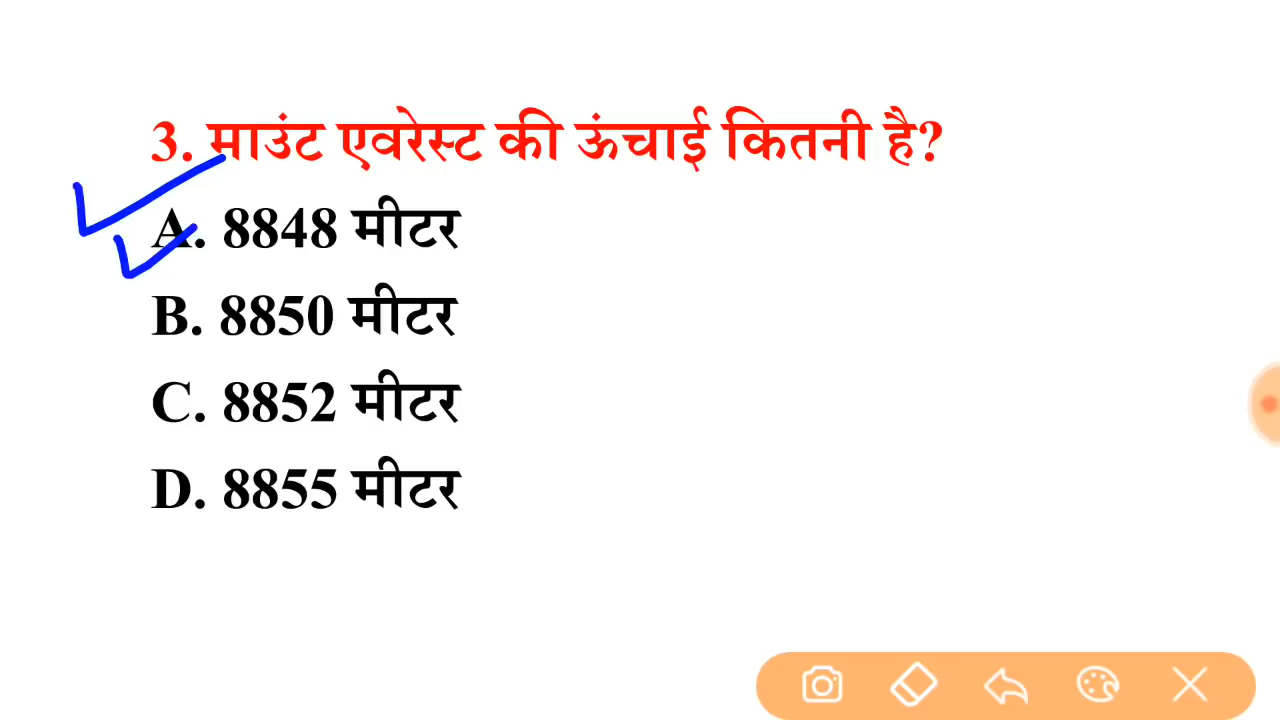 3. माउंट एवरेस्ट की ऊंचाई कितनी है?
A. 8848 मीटर
B. 8850 मीटर
C. 8852 मीटर
D. 8855 मीटर